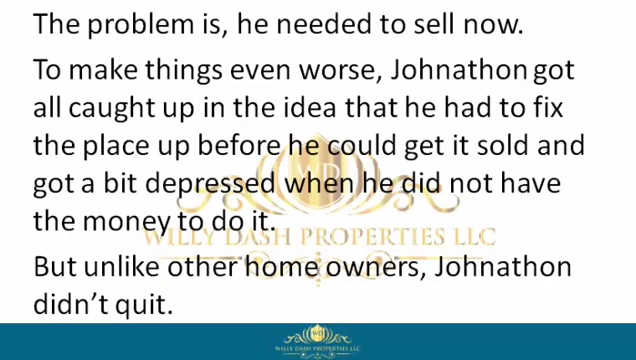 The problem is, he needed to sell now.
To make things even worse, Johnathon got
all caught up in the idea that he had to fix
the place up before he could get it sold and
got a bit depressed when he did not have
the money to do it.
WILLY DASH PROPERTIES LLC
But unlike other home owners, Johnathon
didn’t quit.
WILLY DASH PROPERTIES LLC